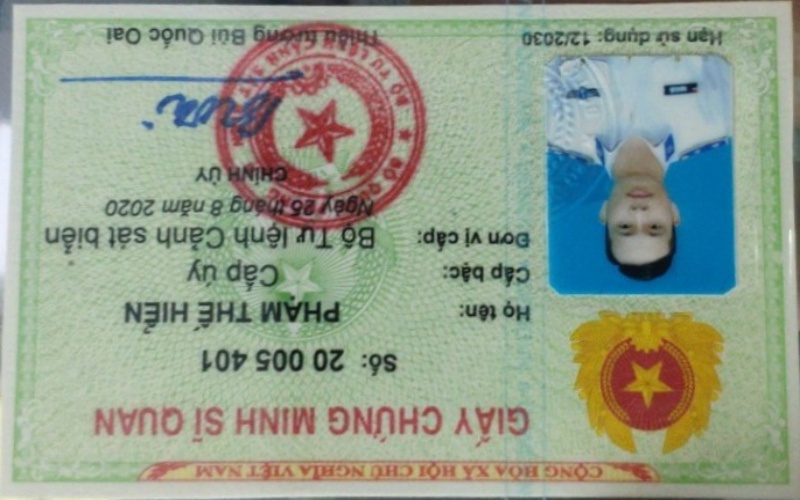 CỘNG HÒA XÃ HỘI CHỦ NGHĨA VIỆT NAM
GIẤY CHỨNG MINH SĨ QUAN
Số: 20 005 401
Họ tên: PHẠM THẾ HIỂN
Cấp bậc: Cấp úy
Đơn vị cấp: Bộ Tư lệnh Cảnh sát biển
Ngày 25 tháng 8 năm 2020
CHÍNH ỦY
Hạn sử dụng: 12/2030
Thiếu tướng Bùi Quốc Oai